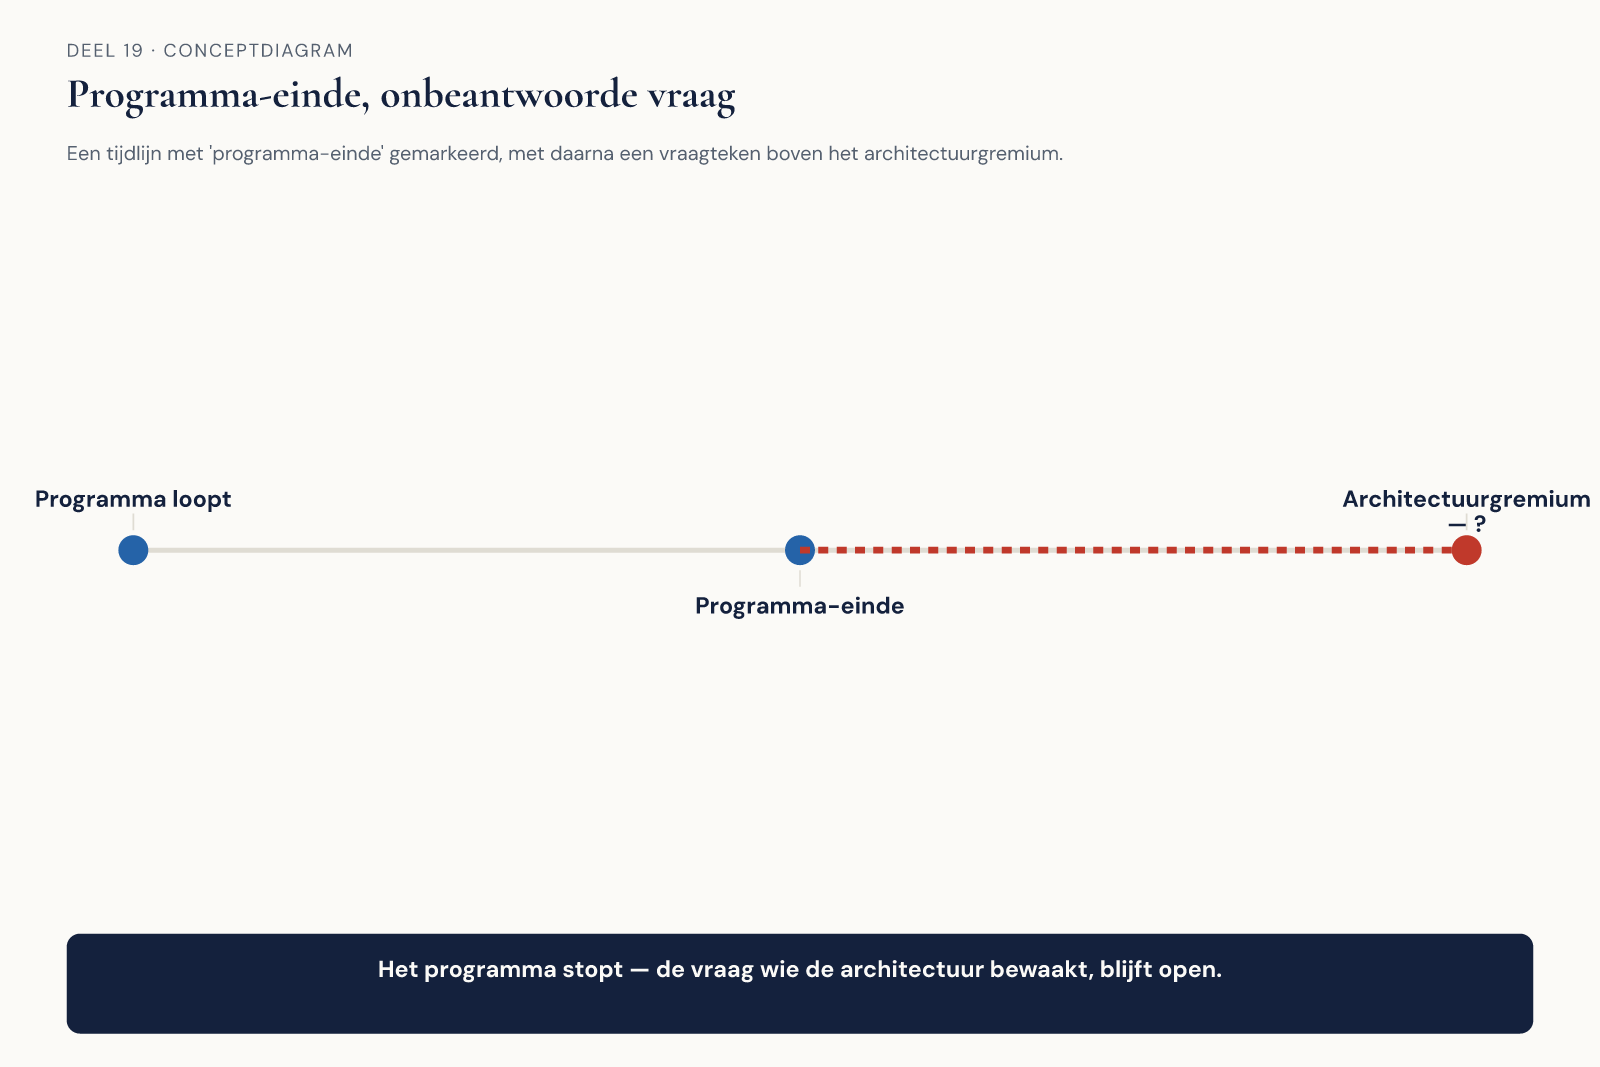 DEEL 19 · CONCEPTDIAGRAM
Programma-einde, onbeantwoorde vraag
Een tijdlijn met 'programma-einde' gemarkeerd, met daarna een vraagteken boven het architectuurgremium.
Programma loopt
Architectuurgremium
— ?
Programma-einde
Het programma stopt — de vraag wie de architectuur bewaakt, blijft open.